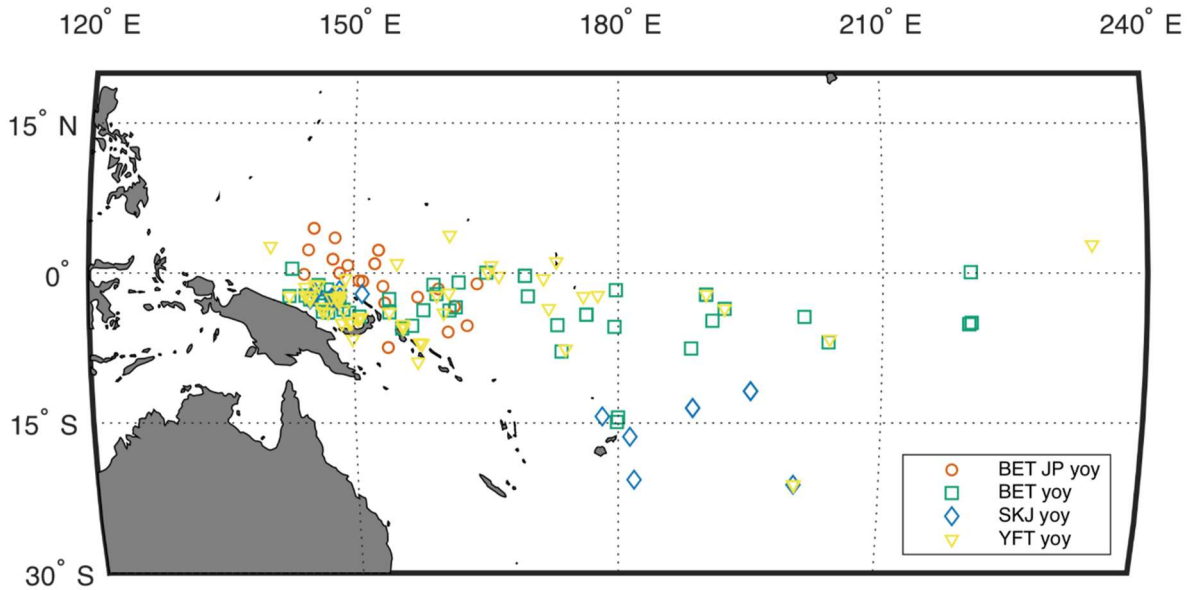 120° E 150° E 180° E 210° E 240° E
15° N
0°
15° S
30° S
BET JP yoy
BET yoy
SKJ yoy
YFT yoy